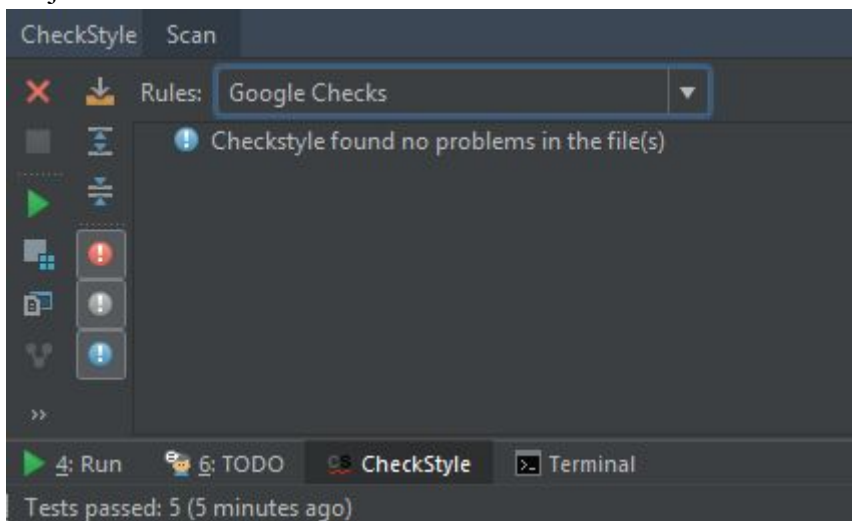 CheckStyle Scan
Rules: Google Checks
Checkstyle found no problems in the file(s)
4: Run 6: TODO CheckStyle Terminal
Tests passed: 5 (5 minutes ago)